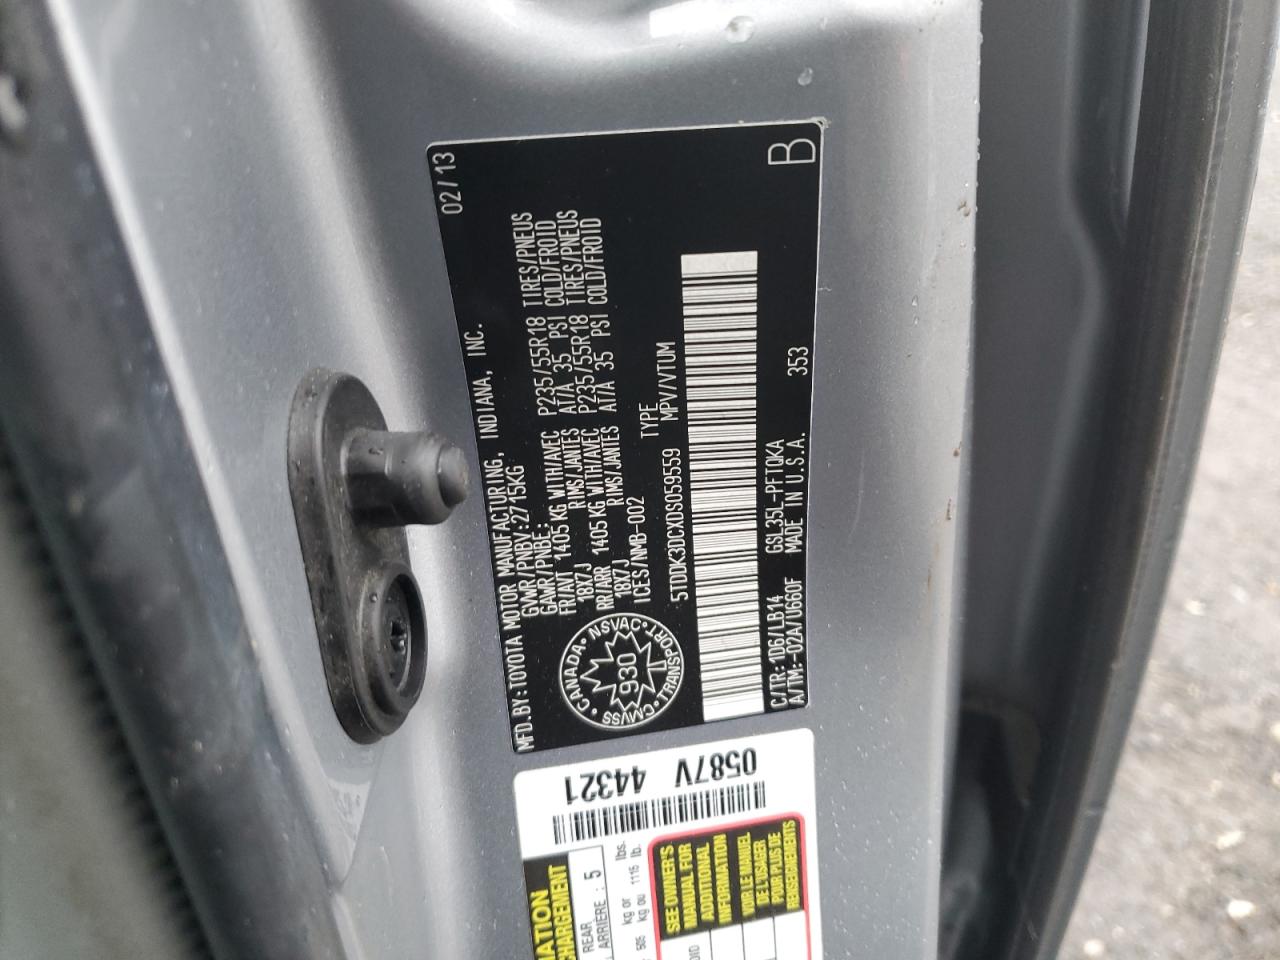 02/13
MFD.BY:TOYOTA MOTOR MANUFACTURING, INDIANA, INC.
GVWR/PNBV:2715KG
GAWR/PNBE:
FR/AVT 1405 KG WITH/AVEC P235/55R18 TIRES/PNEUS
18X7J RIMS/JANTES AT/A 35 PSI COLD/FROID
RR/ARR 1405 KG WITH/AVEC P235/55R18 TIRES/PNEUS
18X7J RIMS/JANTES AT/A 35 PSI COLD/FROID
ICES/NMB-002
TYPE
5TDDK3DCXDS059559 MPV/VTUM
CANADA NSVAC TRANSPORT CMVSS
930
C/TR:1D6/LB14 GSL35L-PFTQKA 353
A/TM:-02A/U660F MADE IN U.S.A.
B
0587V
44321
REAR
ARRIÈRE : 5
kg or lbs.
505 kg ou 1115 lb.
SEE OWNER'S
MANUAL FOR
ADDITIONAL
INFORMATION
VOIR LE MANUEL
DE L'USAGER
POUR PLUS DE
RENSEIGNEMENTS